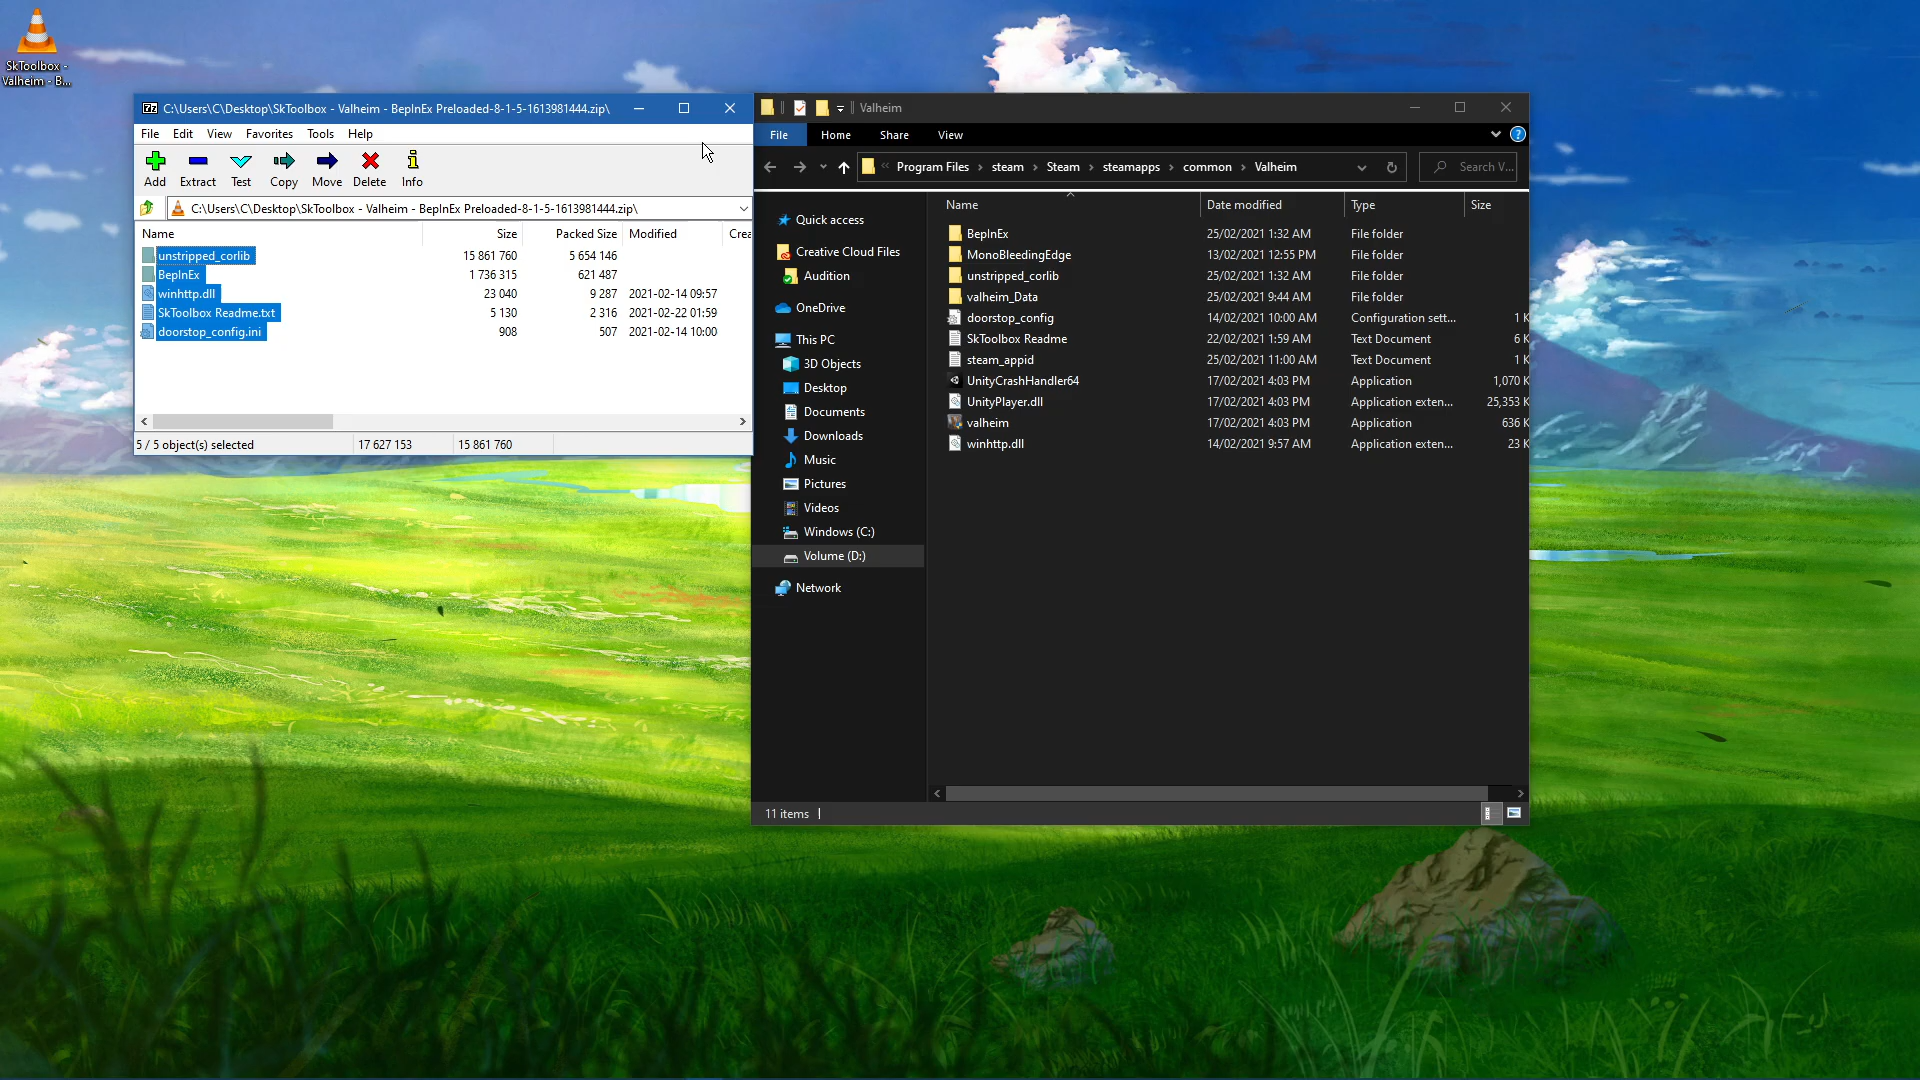 SkToolbox -
Valheim - B...
C:\Users\C\Desktop\SkToolbox - Valheim - BepInEx Preloaded-8-1-5-1613981444.zip\
File Edit View Favorites Tools Help
Add Extract Test Copy Move Delete Info
C:\Users\C\Desktop\SkToolbox - Valheim - BepInEx Preloaded-8-1-5-1613981444.zip\
Name Size Packed Size Modified Crea
unstripped_corlib 15 861 760 5 654 146
BepInEx 1 736 315 621 487
winhttp.dll 23 040 9 287 2021-02-14 09:57
SkToolbox Readme.txt 5 130 2 316 2021-02-22 01:59
doorstop_config.ini 908 507 2021-02-14 10:00
5 / 5 object(s) selected 17 627 153 15 861 760
Valheim
File Home Share View
« Program Files › steam › Steam › steamapps › common › Valheim
Search V...
Quick access
Creative Cloud Files
Audition
OneDrive
This PC
3D Objects
Desktop
Documents
Downloads
Music
Pictures
Videos
Windows (C:)
Volume (D:)
Network
Name Date modified Type Size
BepInEx 25/02/2021 1:32 AM File folder
MonoBleedingEdge 13/02/2021 12:55 PM File folder
unstripped_corlib 25/02/2021 1:32 AM File folder
valheim_Data 25/02/2021 9:44 AM File folder
doorstop_config 14/02/2021 10:00 AM Configuration sett... 1 K
SkToolbox Readme 22/02/2021 1:59 AM Text Document 6 K
steam_appid 25/02/2021 11:00 AM Text Document 1 K
UnityCrashHandler64 17/02/2021 4:03 PM Application 1,070 K
UnityPlayer.dll 17/02/2021 4:03 PM Application exten... 25,353 K
valheim 17/02/2021 4:03 PM Application 636 K
winhttp.dll 14/02/2021 9:57 AM Application exten... 23 K
11 items